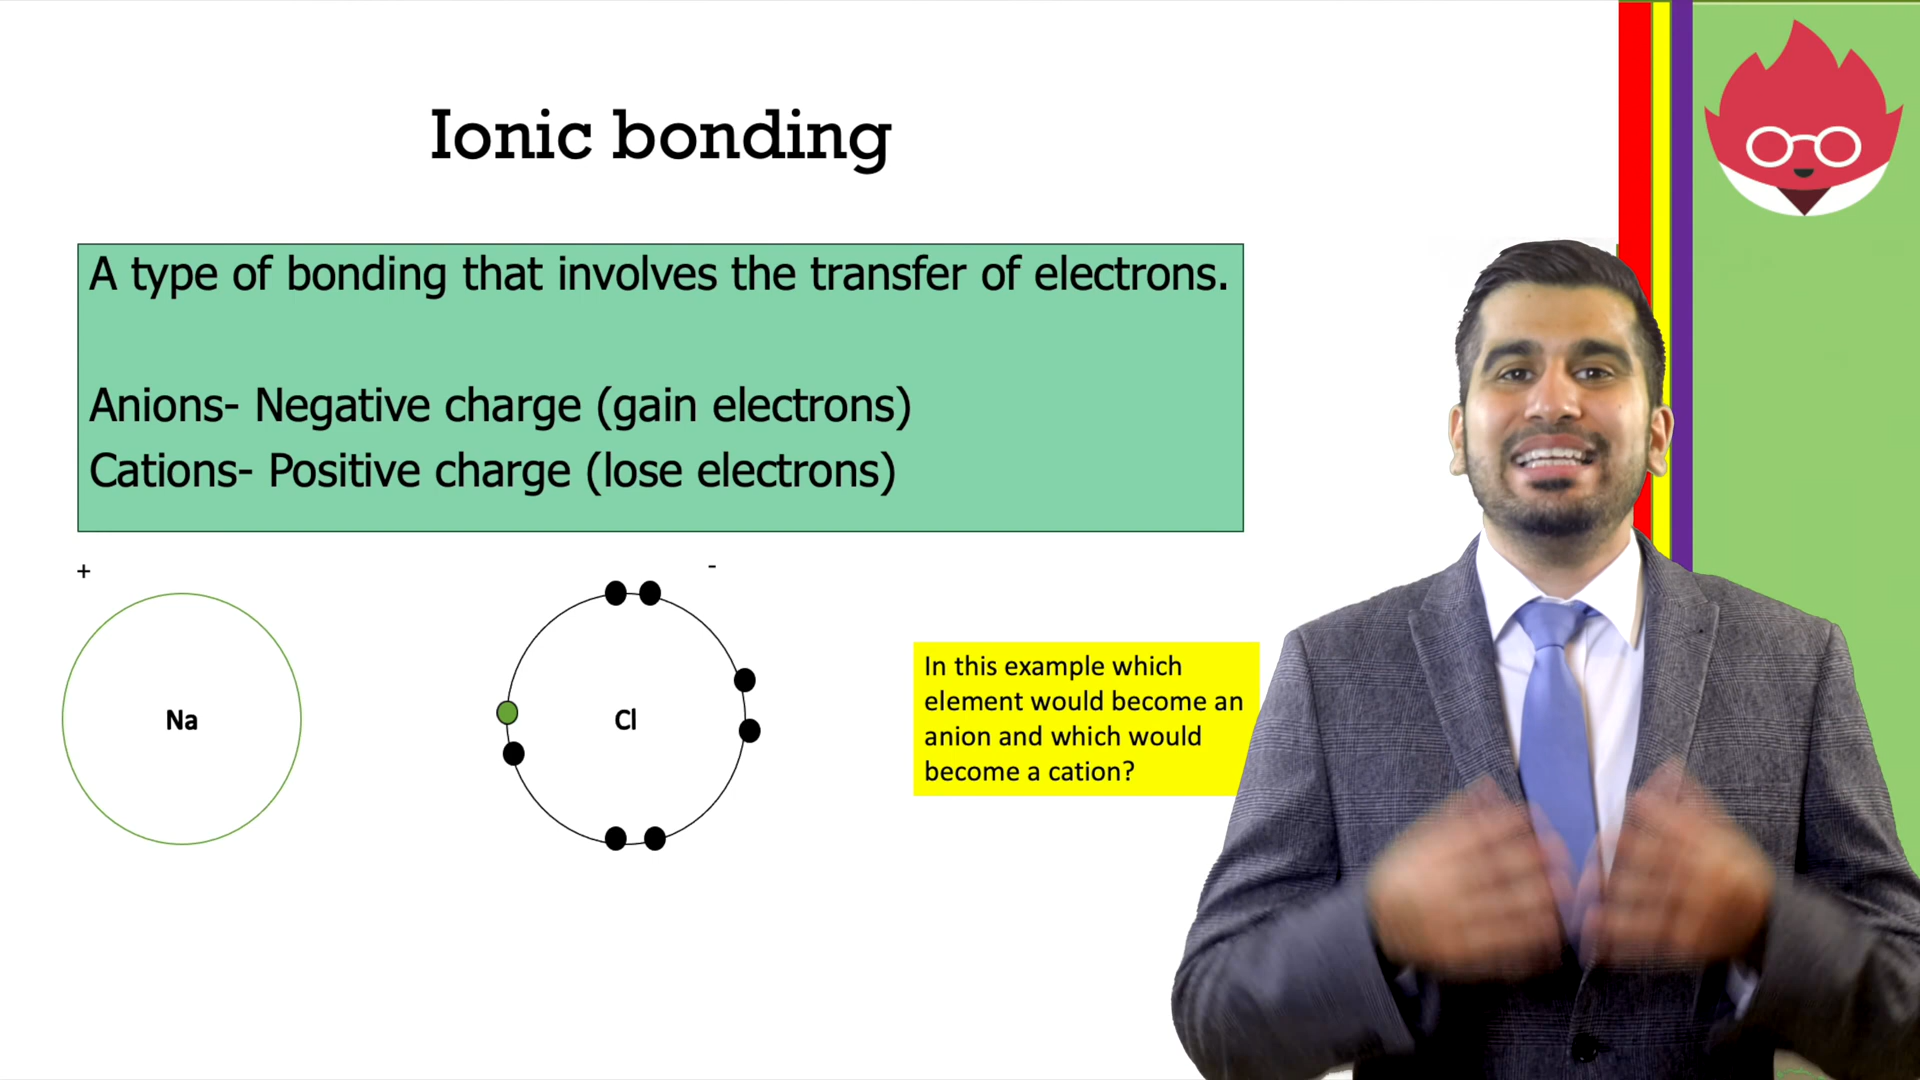 Ionic bonding
A type of bonding that involves the transfer of electrons.
Anions- Negative charge (gain electrons)
Cations- Positive charge (lose electrons)
+
-
Na
Cl
In this example which
element would become an
anion and which would
become a cation?